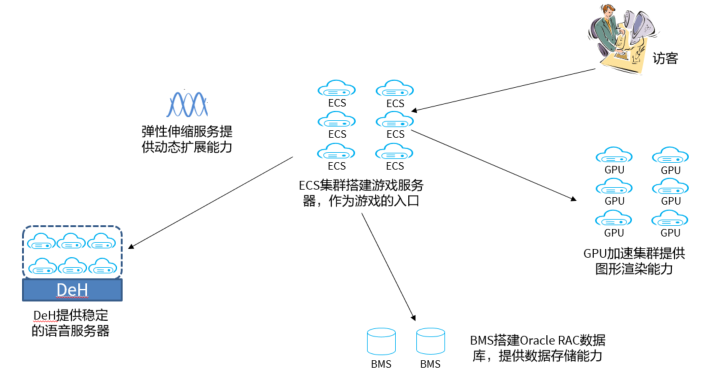 访客
弹性伸缩服务提
供动态扩展能力
ECS
ECS
ECS
ECS
ECS
ECS
ECS集群搭建游戏服务
器，作为游戏的入口
GPU
GPU
GPU
GPU
GPU
GPU
GPU加速集群提供
图形渲染能力
DeH
DeH提供稳定
的语音服务器
BMS
BMS
BMS搭建Oracle RAC数据
库，提供数据存储能力